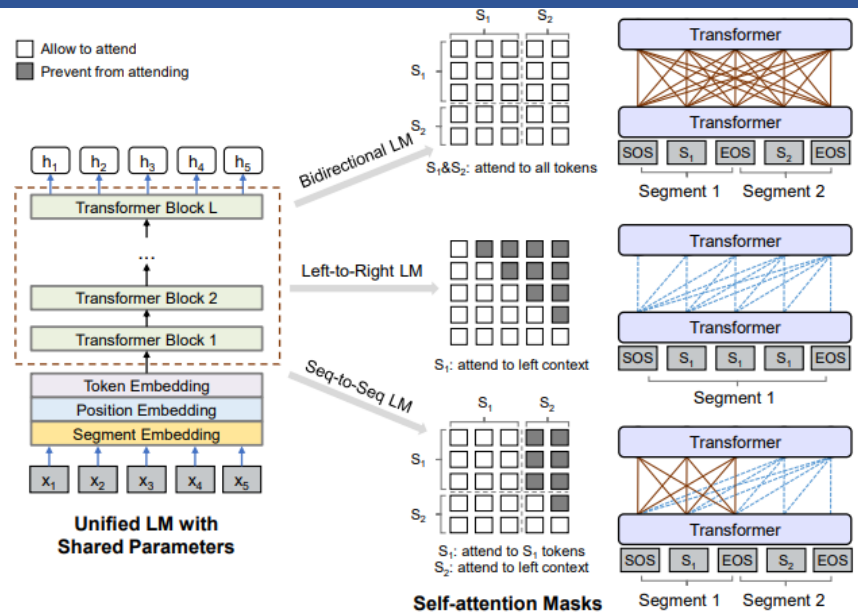 Allow to attend
Prevent from attending
h1 h2 h3 h4 h5
Transformer Block L
...
Transformer Block 2
Transformer Block 1
Token Embedding
Position Embedding
Segment Embedding
x1 x2 x3 x4 x5
Unified LM with
Shared Parameters
Bidirectional LM
Left-to-Right LM
Seq-to-Seq LM
S1 S2
S1
S2
S1&S2: attend to all tokens
S1: attend to left context
S1 S2
S1
S2
S1: attend to S1 tokens
S2: attend to left context
Self-attention Masks
Transformer
Transformer
SOS S1 EOS S2 EOS
Segment 1 Segment 2
Transformer
Transformer
SOS S1 S1 S1 EOS
Segment 1
Transformer
Transformer
SOS S1 EOS S2 EOS
Segment 1 Segment 2